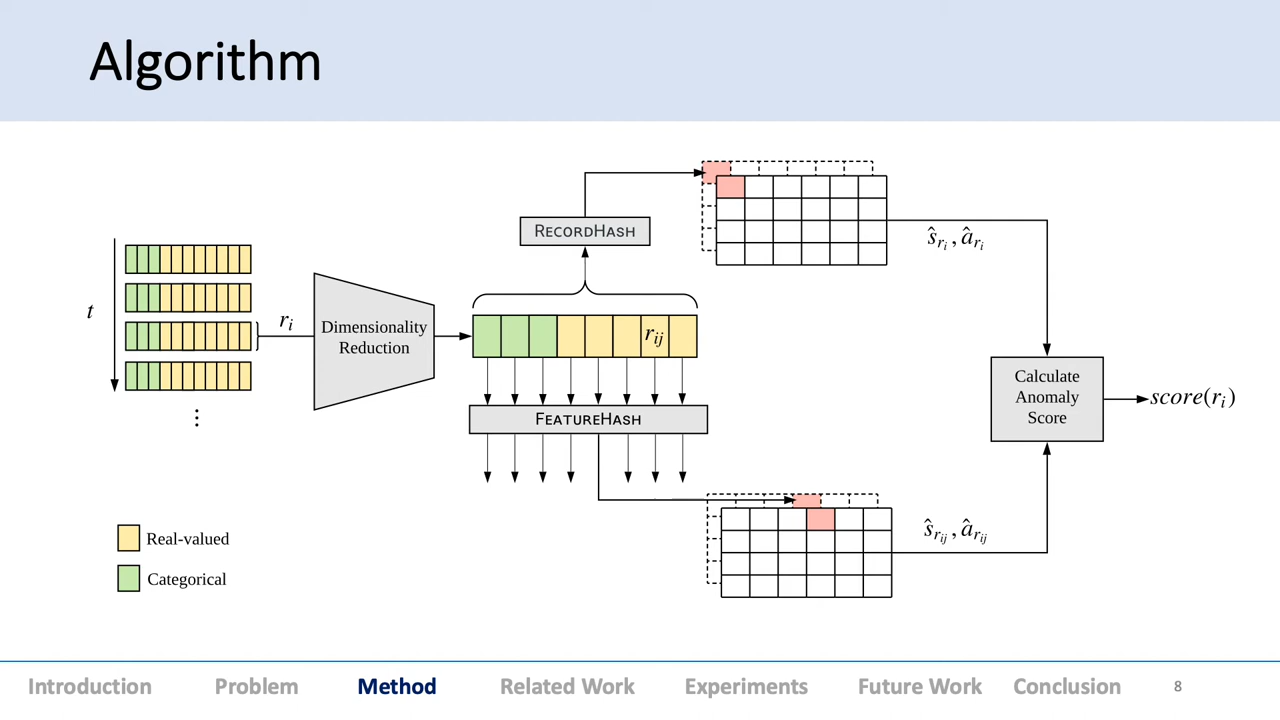 Algorithm
t
r_i
Dimensionality
Reduction
RECORDHASH
r_ij
FEATUREHASH
ŝ_{r_i}, â_{r_i}
ŝ_{r_ij}, â_{r_ij}
Calculate
Anomaly
Score
score(r_i)
⋮
Real-valued
Categorical
Introduction Problem Method Related Work Experiments Future Work Conclusion 8